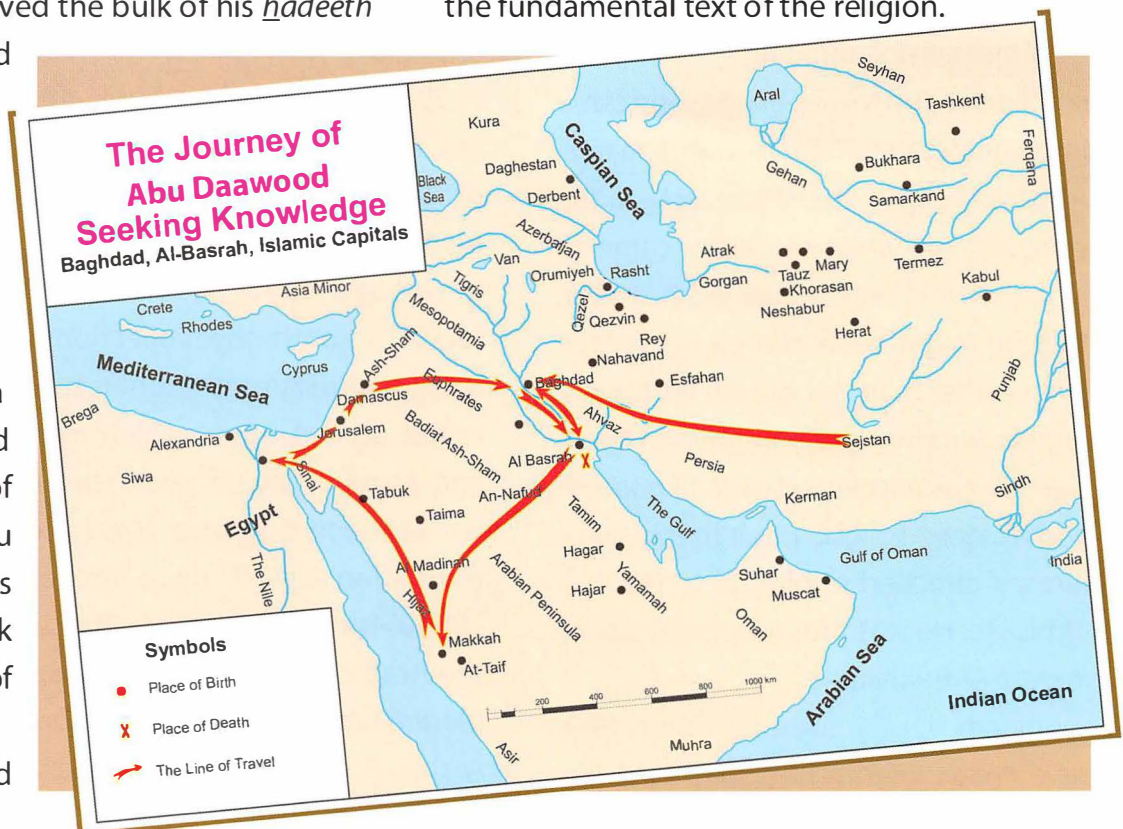 ved the bulk of his hadeeth
the fundamental text of the religion.
d
d
of
u
s
k
of
d
The Journey of
Abu Daawood
Seeking Knowledge
Baghdad, Al-Basrah, Islamic Capitals
Kura
Daghestan
Derbent
Black
Sea
Caspian Sea
Aral
Seyhan
Tashkent
Ferqana
Gehan
Bukhara
Samarkand
Termez
Azerbaijan
Van
Orumiyeh
Rasht
Atrak
Gorgan
Tauz
Mary
Khorasan
Neshabur
Kabul
Herat
Asia Minor
Crete
Rhodes
Cyprus
Mediterranean Sea
Tigris
Mesopotamia
Qezel
Qezvin
Rey
Nahavand
Esfahan
Ash-Sham
Damascus
Euphrates
Baghdad
Ahvaz
Punjab
Brega
Alexandria
Jerusalem
Badiat Ash-Sham
Al Basrah
Sejstan
Siwa
Sinai
Persia
Kerman
Sindh
Egypt
Tabuk
Taima
An-Nafud
Tamim
The Gulf
Gulf of Oman
India
The Nile
Al Madinah
Hijaz
Arabian Peninsula
Hagar
Hajar
Yamamah
Suhar
Muscat
Oman
Makkah
At-Taif
200
400
600
800
1000 km
Arabian Sea
Indian Ocean
Asir
Muhra
Symbols
Place of Birth
Place of Death
The Line of Travel